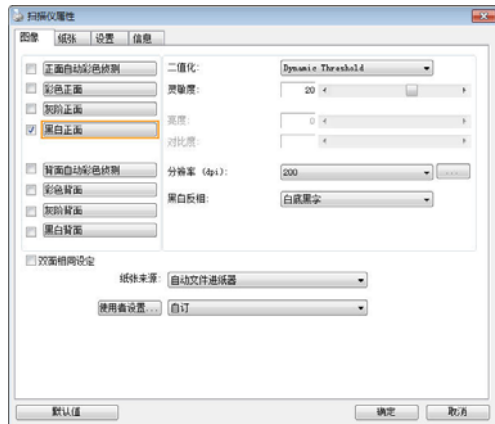 扫描仪属性
图像 纸张 设置 信息
正面自动彩色侦测
彩色正面
灰阶正面
黑白正面
背面自动彩色侦测
彩色背面
灰阶背面
黑白背面
二值化: Dynamic Threshold
灵敏度: 20
亮度: 0
对比度:
分辨率 (dpi): 200 ...
黑白反相: 白底黑字
双面相同设定
纸张来源: 自动文件进纸器
使用者设置... 自订
默认值 确定 取消